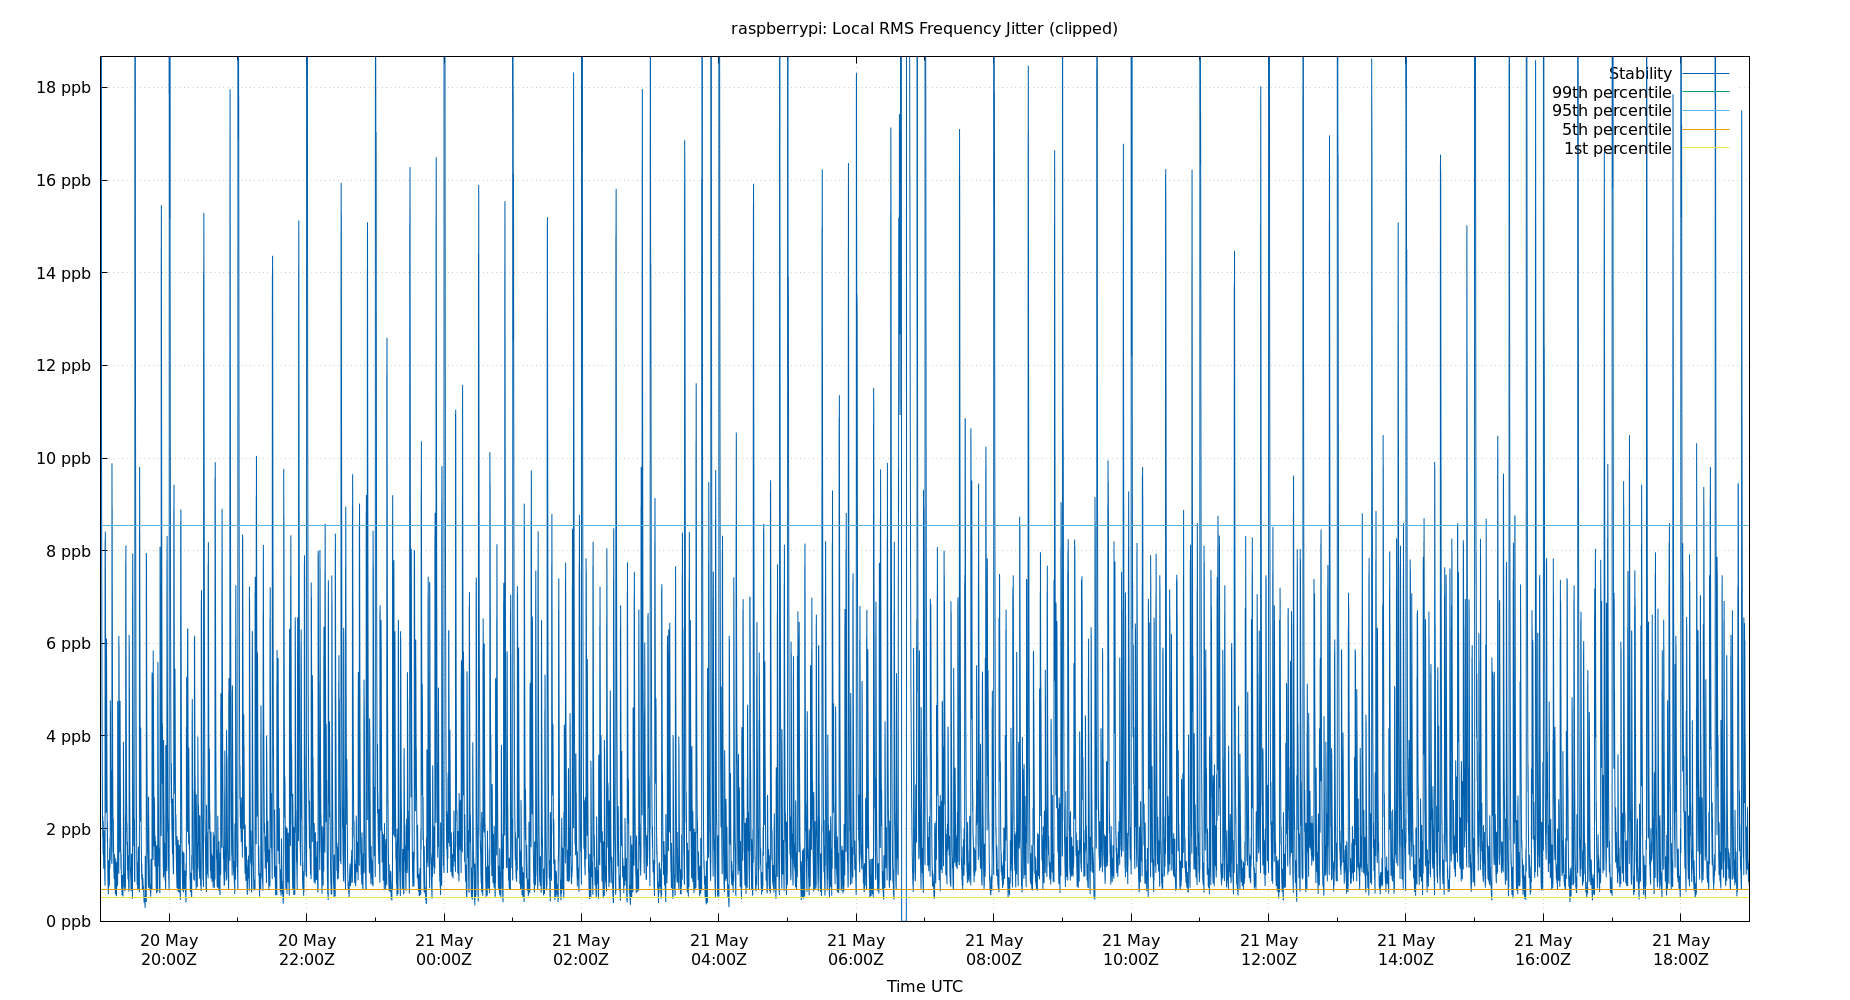 raspberrypi: Local RMS Frequency Jitter (clipped)
Stability
99th percentile
95th percentile
5th percentile
1st percentile
18 ppb
16 ppb
14 ppb
12 ppb
10 ppb
8 ppb
6 ppb
4 ppb
2 ppb
0 ppb
20 May 20 May 21 May 21 May 21 May 21 May 21 May 21 May 21 May 21 May 21 May 21 May
20:00Z 22:00Z 00:00Z 02:00Z 04:00Z 06:00Z 08:00Z 10:00Z 12:00Z 14:00Z 16:00Z 18:00Z
Time UTC